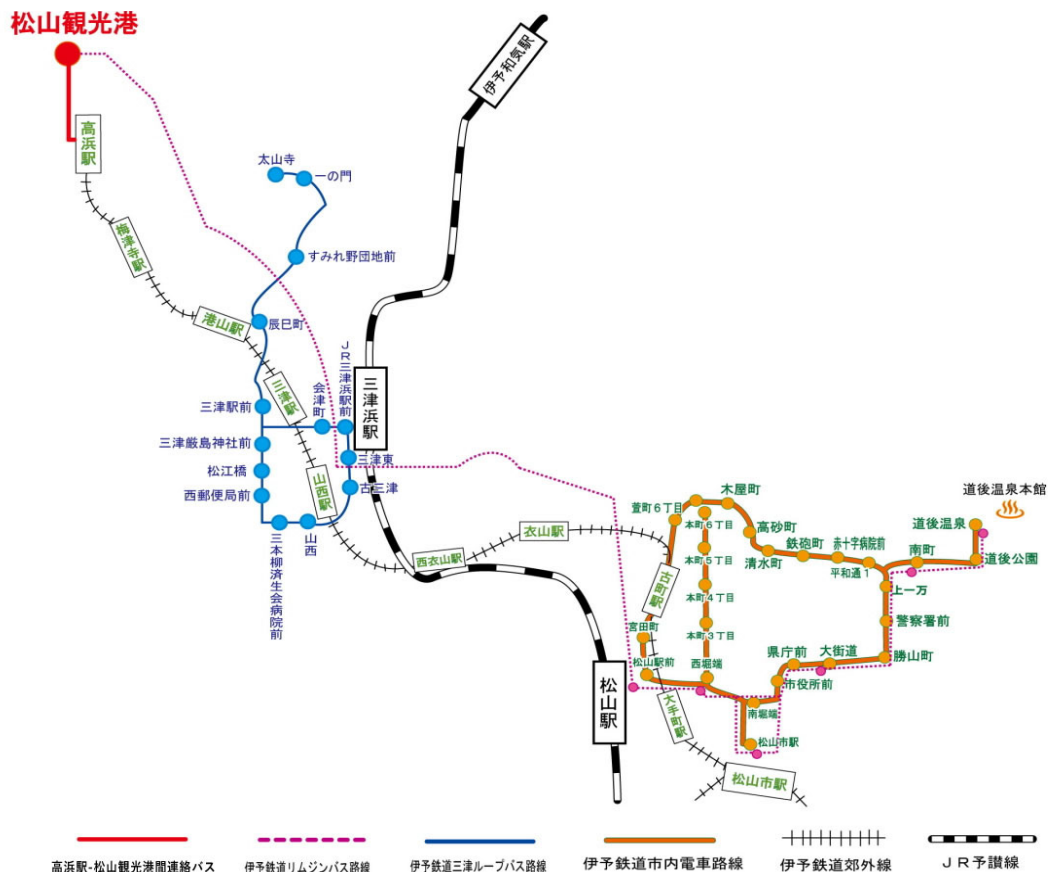 松山観光港
伊予和気駅
高浜駅
太山寺
一の門
梅津寺駅
すみれ野団地前
港山駅
辰巳町
JR三津浜駅前
会津町
三津駅
三津浜駅
三津駅前
三津厳島神社前
三津東
松江橋
山西駅
古三津
西郵便局前
三本柳済生会病院前
山西
西衣山駅
衣山駅
萱町6丁目
木屋町
本町6丁目
高砂町
道後温泉本館
道後温泉
鉄砲町
赤十字病院前
南町
清水町
平和通1
道後公園
本町5丁目
古町駅
上一万
本町4丁目
宮田町
本町3丁目
警察署前
松山駅前
西堀端
県庁前
大街道
勝山町
松山駅
市役所前
大手町駅
南堀端
松山市駅
松山市駅
高浜駅-松山観光港間連絡バス
伊予鉄道リムジンバス路線
伊予鉄道三津ループバス路線
伊予鉄道市内電車路線
伊予鉄道郊外線
JR予讃線